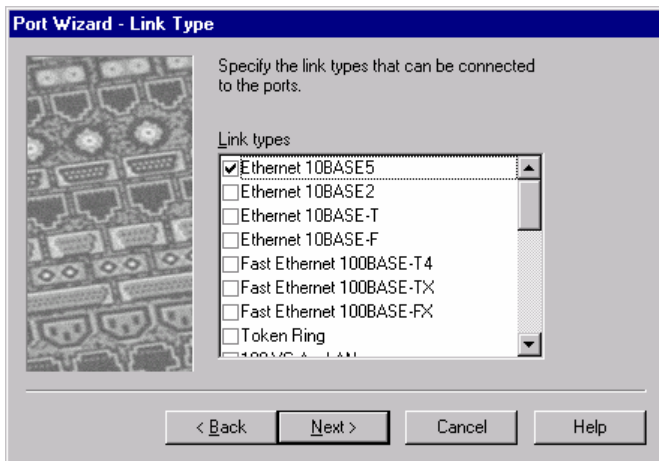 Port Wizard - Link Type
Specify the link types that can be connected
to the ports.
Link types
Ethernet 10BASE5
Ethernet 10BASE2
Ethernet 10BASE-T
Ethernet 10BASE-F
Fast Ethernet 100BASE-T4
Fast Ethernet 100BASE-TX
Fast Ethernet 100BASE-FX
Token Ring
< Back Next > Cancel Help